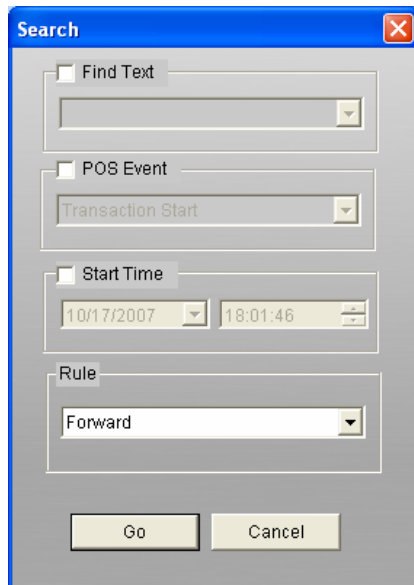 Search
Find Text
POS Event
Transaction Start
Start Time
10/17/2007 18:01:46
Rule
Forward
Go Cancel